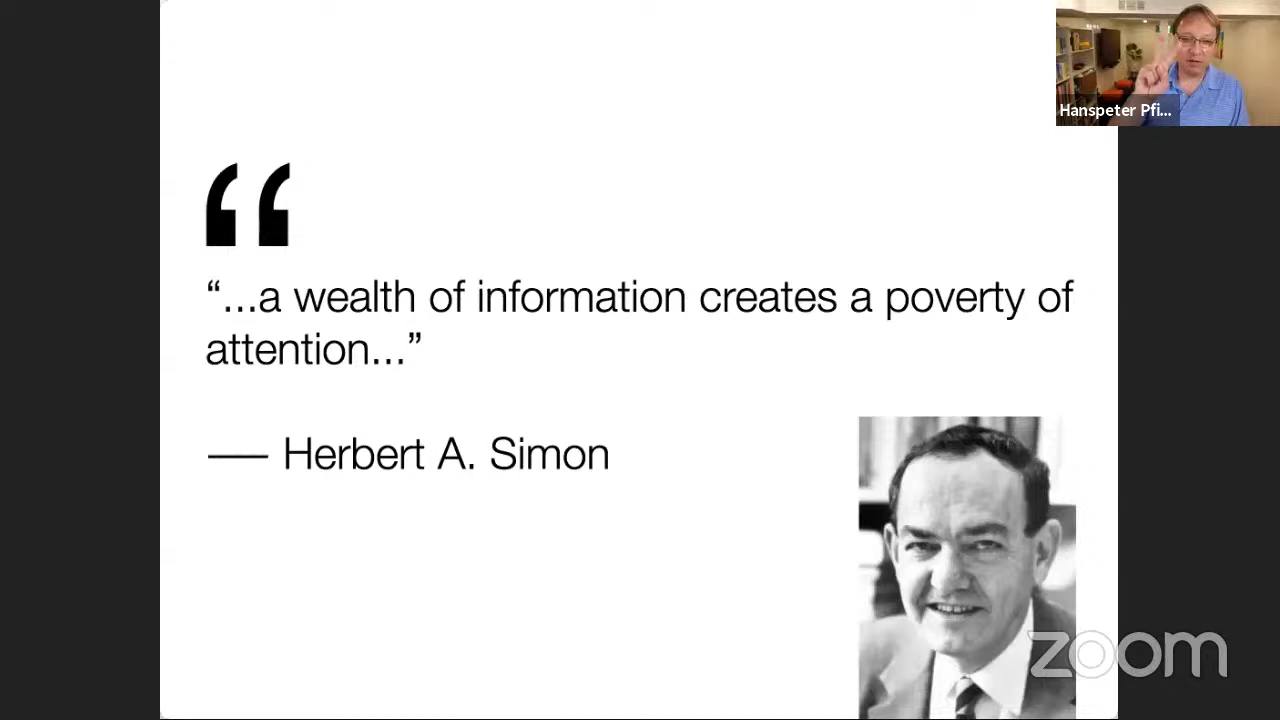 Hanspeter Pfi...
“
“...a wealth of information creates a poverty of
attention...”
— Herbert A. Simon
zoom